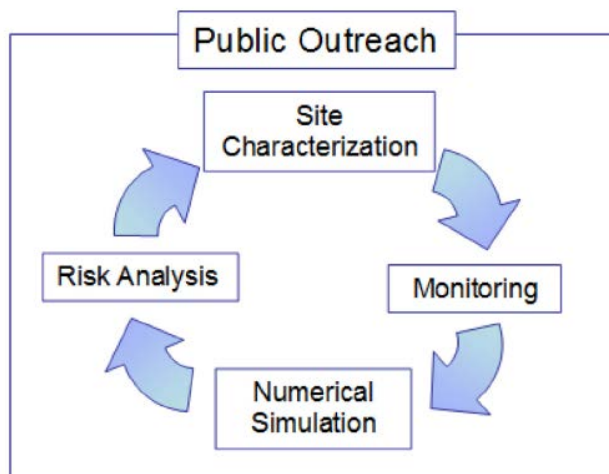 Public Outreach
Site
Characterization
Risk Analysis
Monitoring
Numerical
Simulation